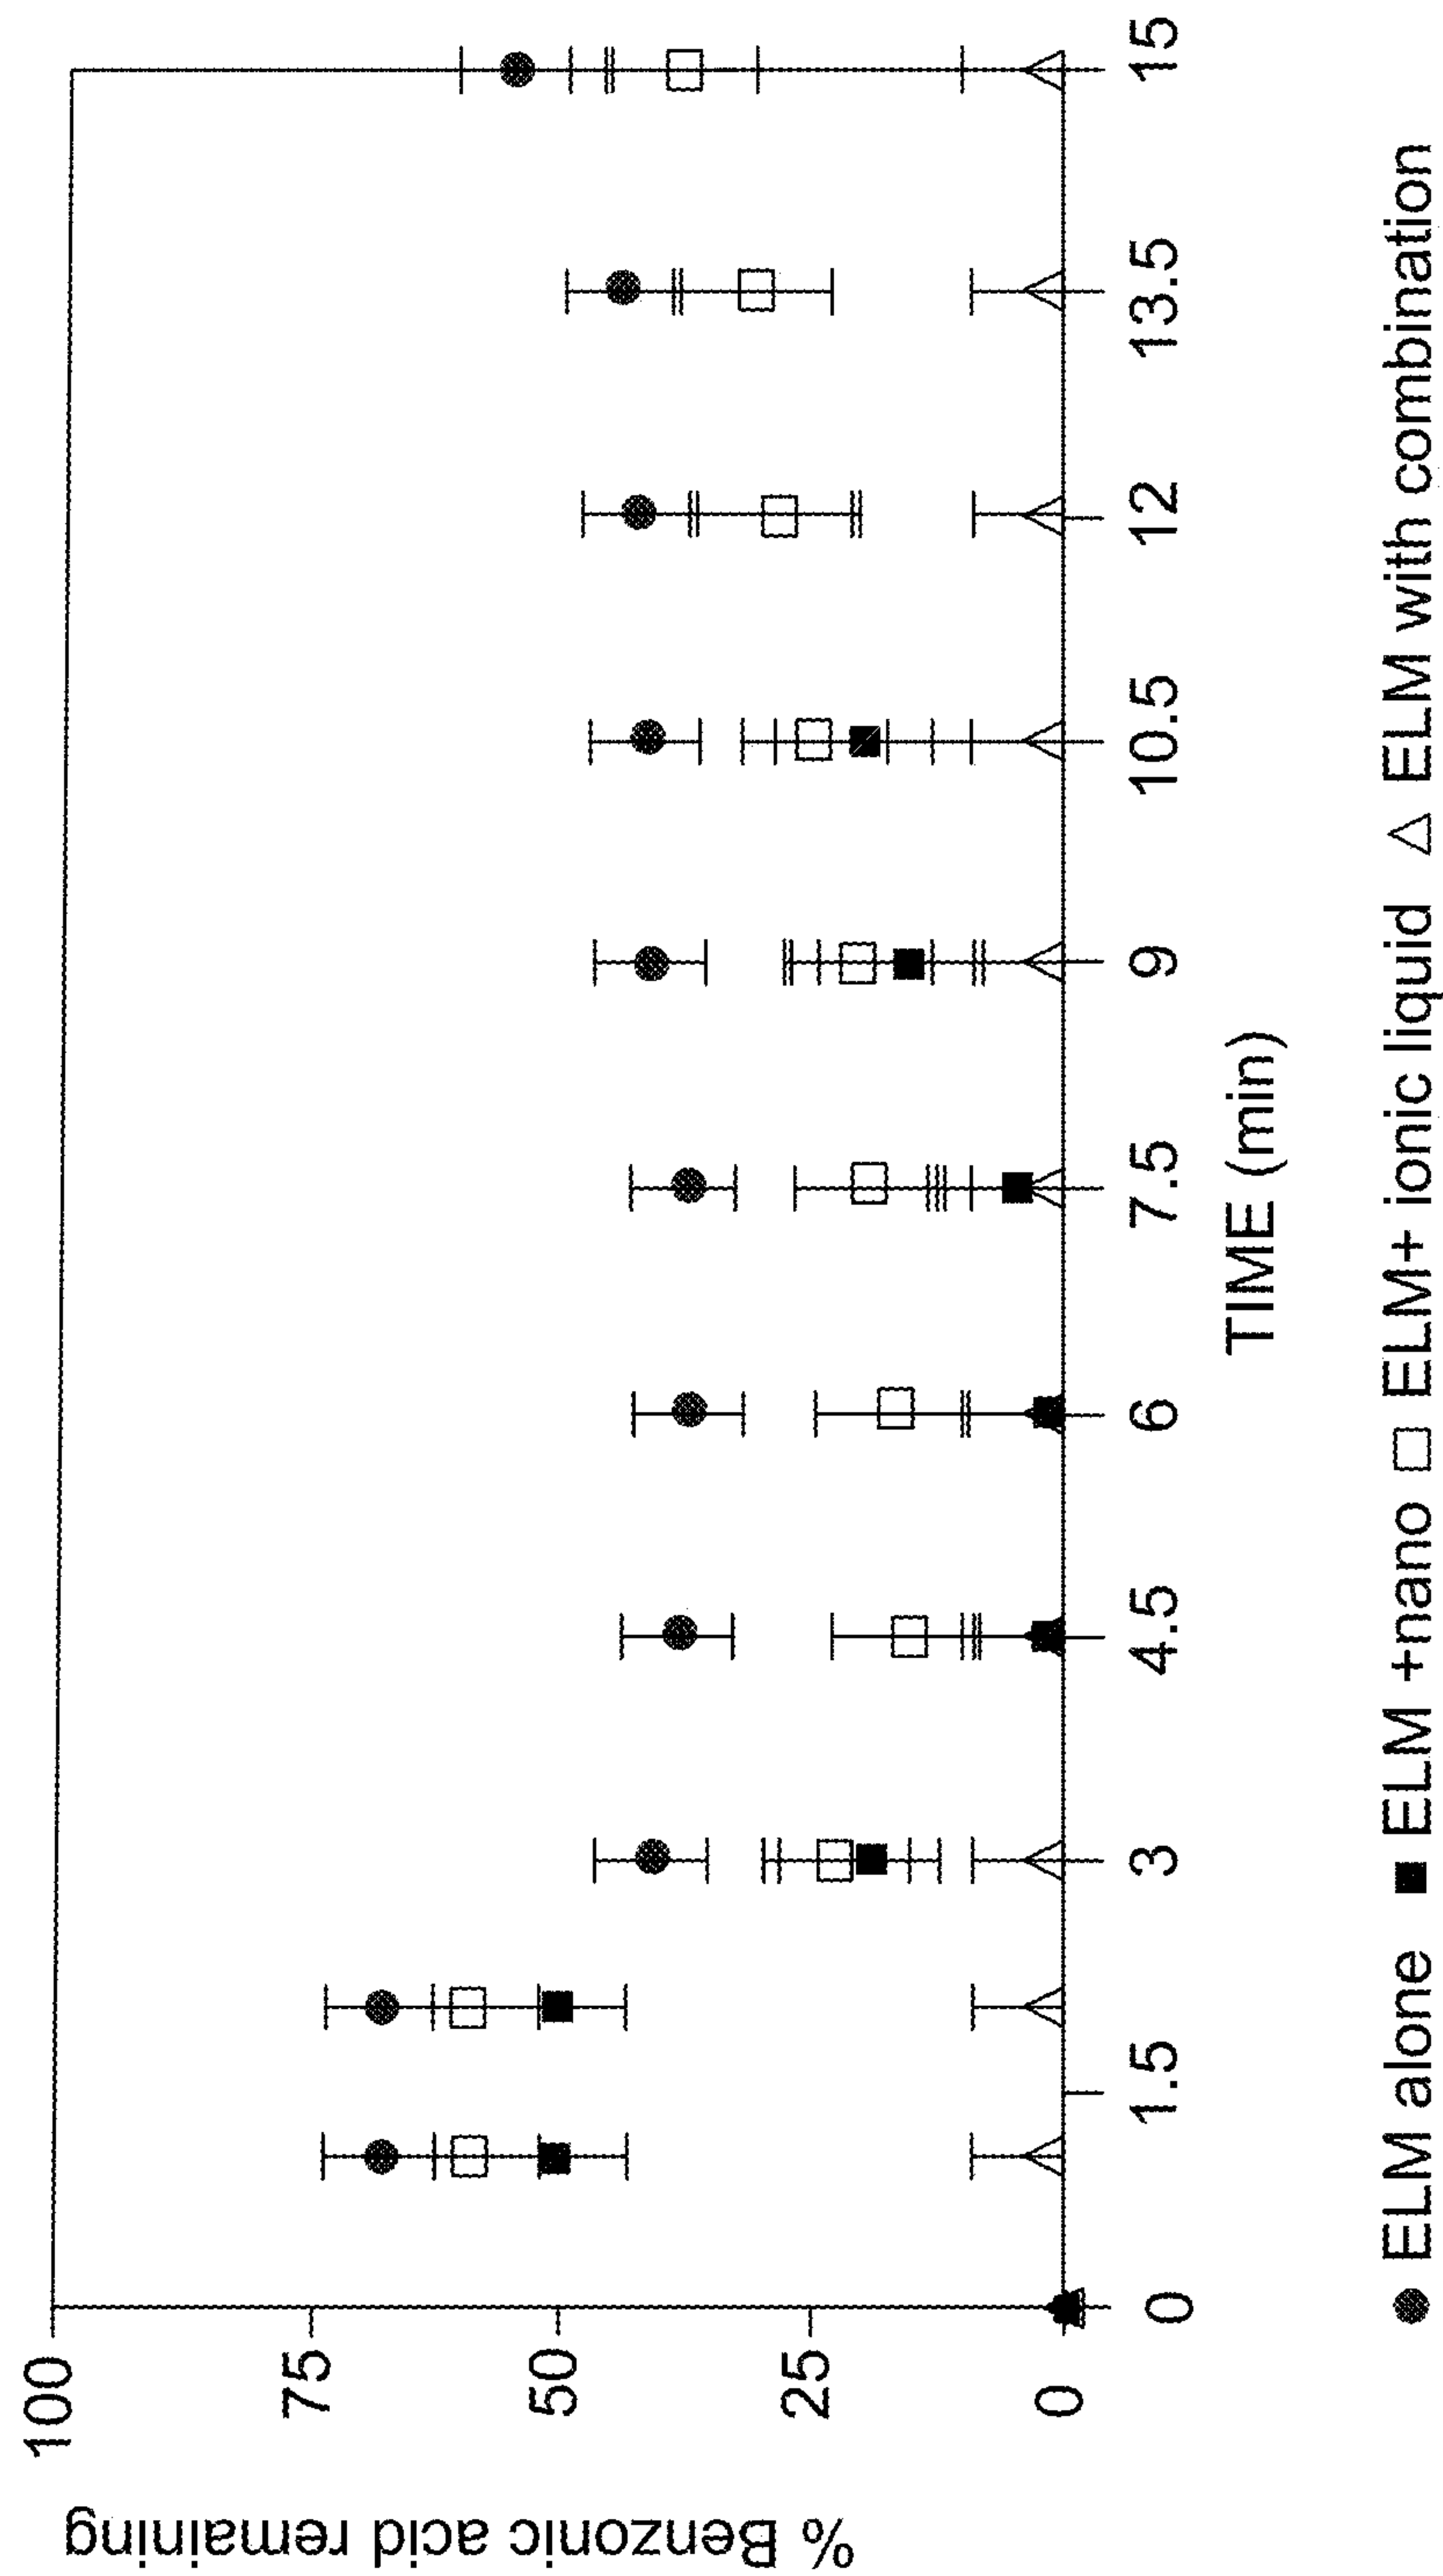 % Benzonic acid remaining
100
75
50
25
0
0 1.5 3 4.5 6 7.5 9 10.5 12 13.5 15
TIME (min)
ELM alone ELM +nano ELM+ ionic liquid ELM with combination